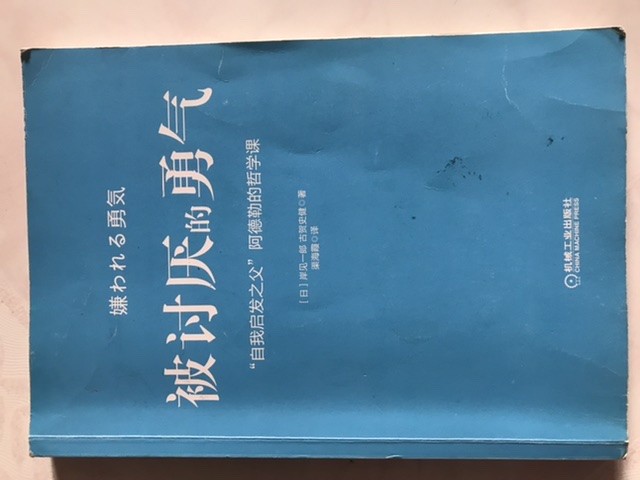 嫌われる勇気
被讨厌的勇气
“自我启发之父”阿德勒的哲学课
[日] 岸见一郎 古贺史健◎著
渠海霞◎译
机械工业出版社
CHINA MACHINE PRESS